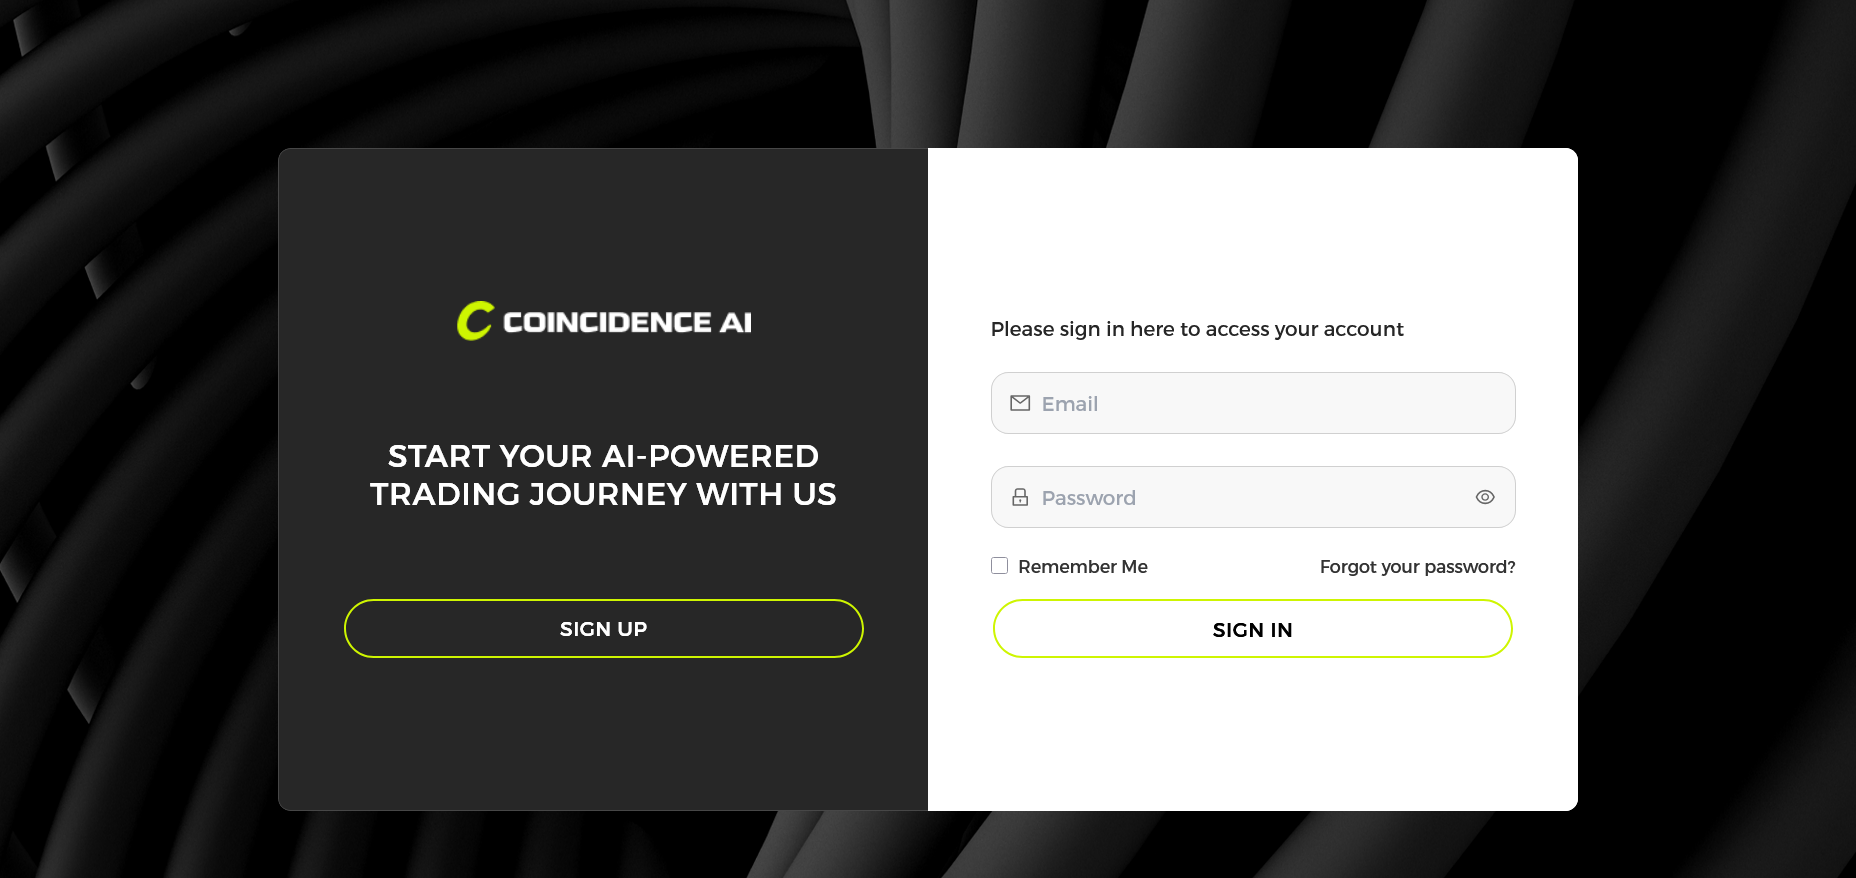 COINCIDENCE AI
START YOUR AI-POWERED
TRADING JOURNEY WITH US
SIGN UP
Please sign in here to access your account
Email
Password
Remember Me
Forgot your password?
SIGN IN